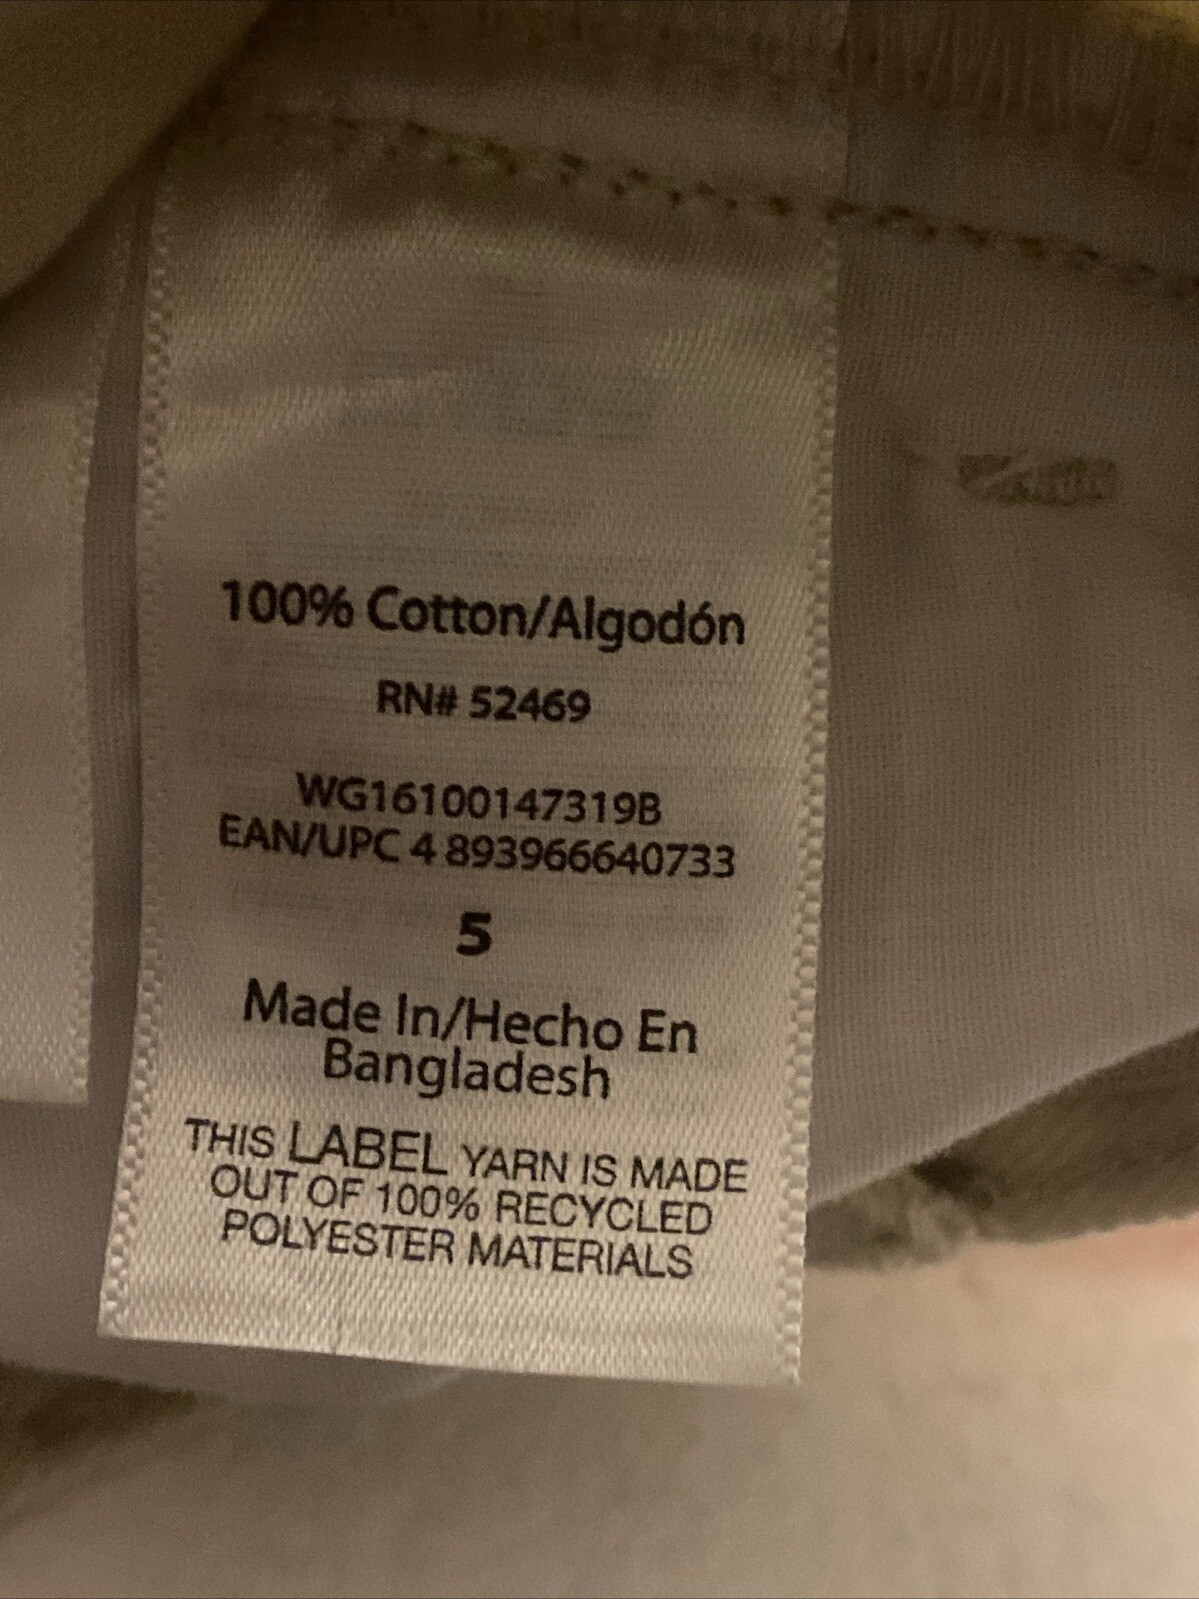 100% Cotton/Algodón
RN# 52469
WG16100147319B
EAN/UPC 4 893966640733
5
Made In/Hecho En
Bangladesh
THIS LABEL YARN IS MADE
OUT OF 100% RECYCLED
POLYESTER MATERIALS